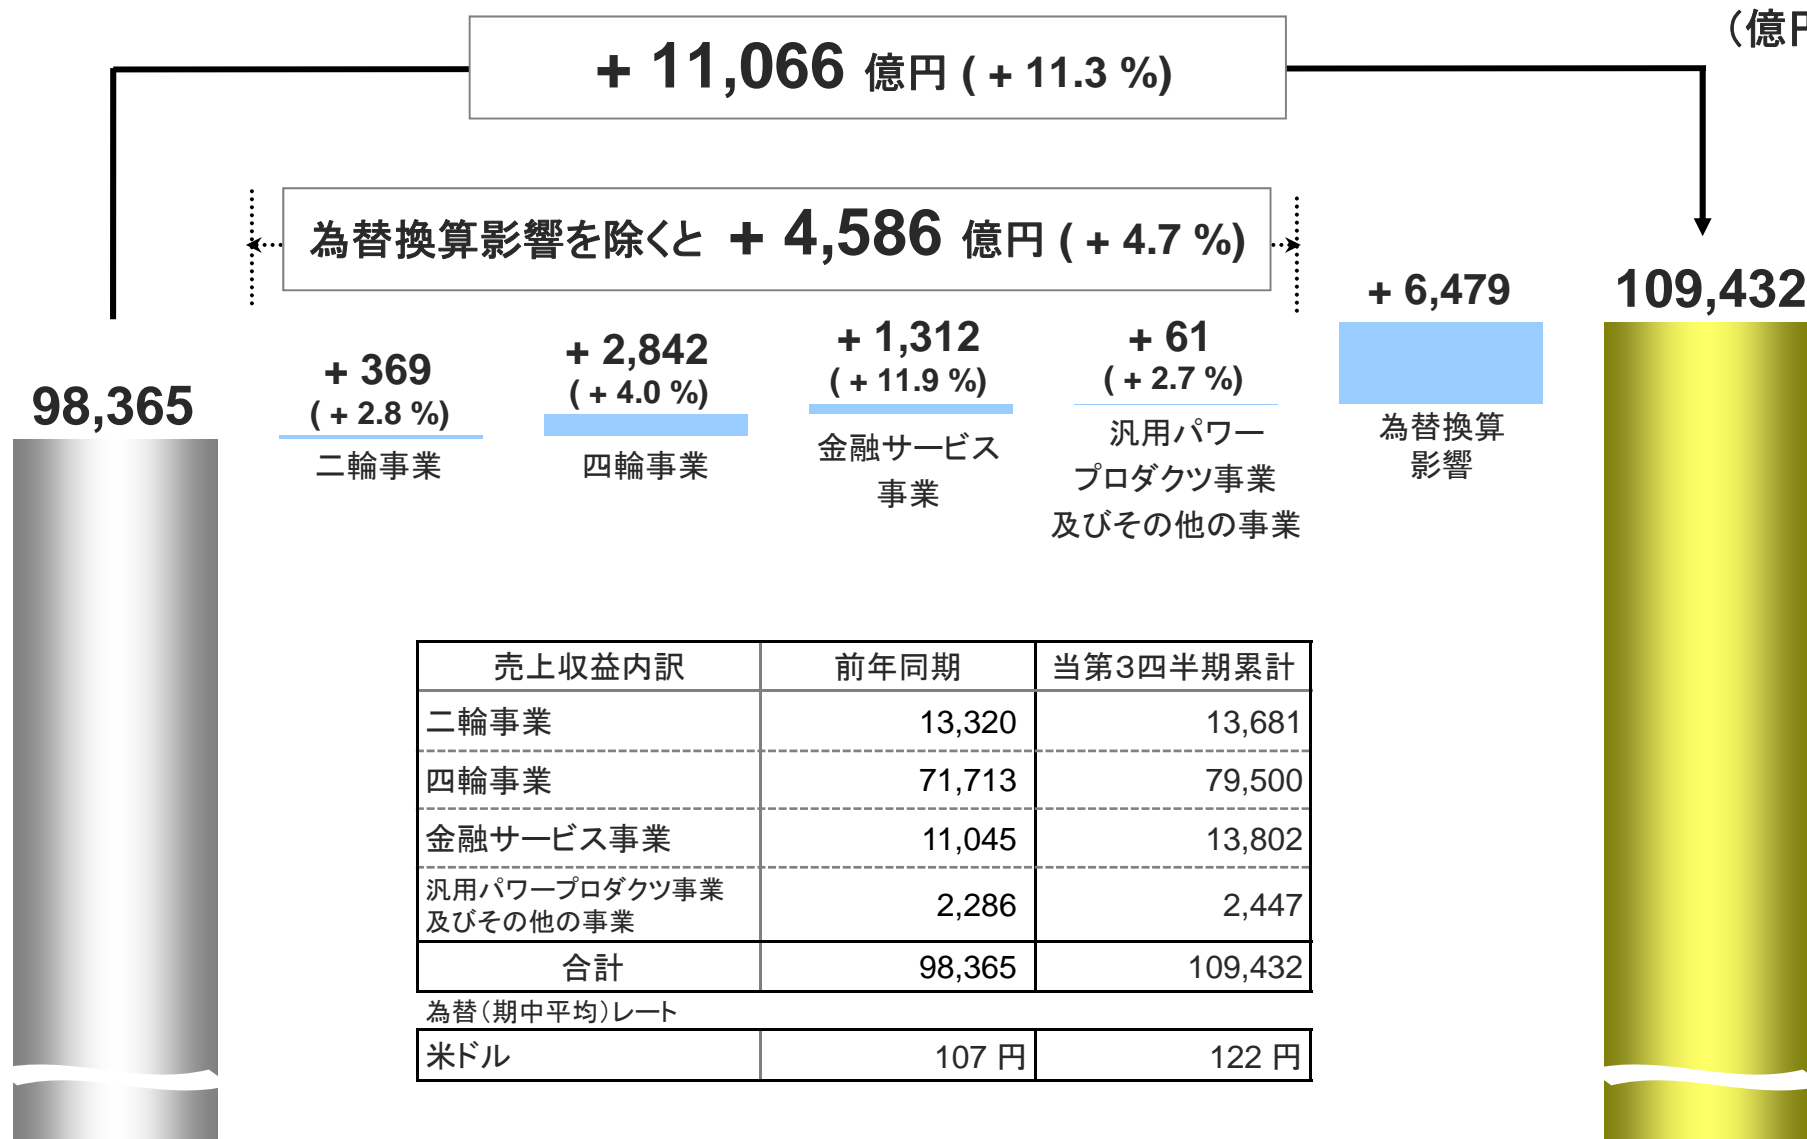 （億円
+ 11,066 億円 ( + 11.3 %)
為替換算影響を除くと + 4,586 億円 ( + 4.7 %)
98,365
+ 369
( + 2.8 %)
二輪事業
+ 2,842
( + 4.0 %)
四輪事業
+ 1,312
( + 11.9 %)
金融サービス
事業
+ 61
( + 2.7 %)
汎用パワー
プロダクツ事業
及びその他の事業
+ 6,479
為替換算
影響
109,432
売上収益内訳 前年同期 当第３四半期累計
二輪事業 13,320 13,681
四輪事業 71,713 79,500
金融サービス事業 11,045 13,802
汎用パワープロダクツ事業
及びその他の事業 2,286 2,447
合計 98,365 109,432
為替（期中平均）レート
米ドル 107 円 122 円